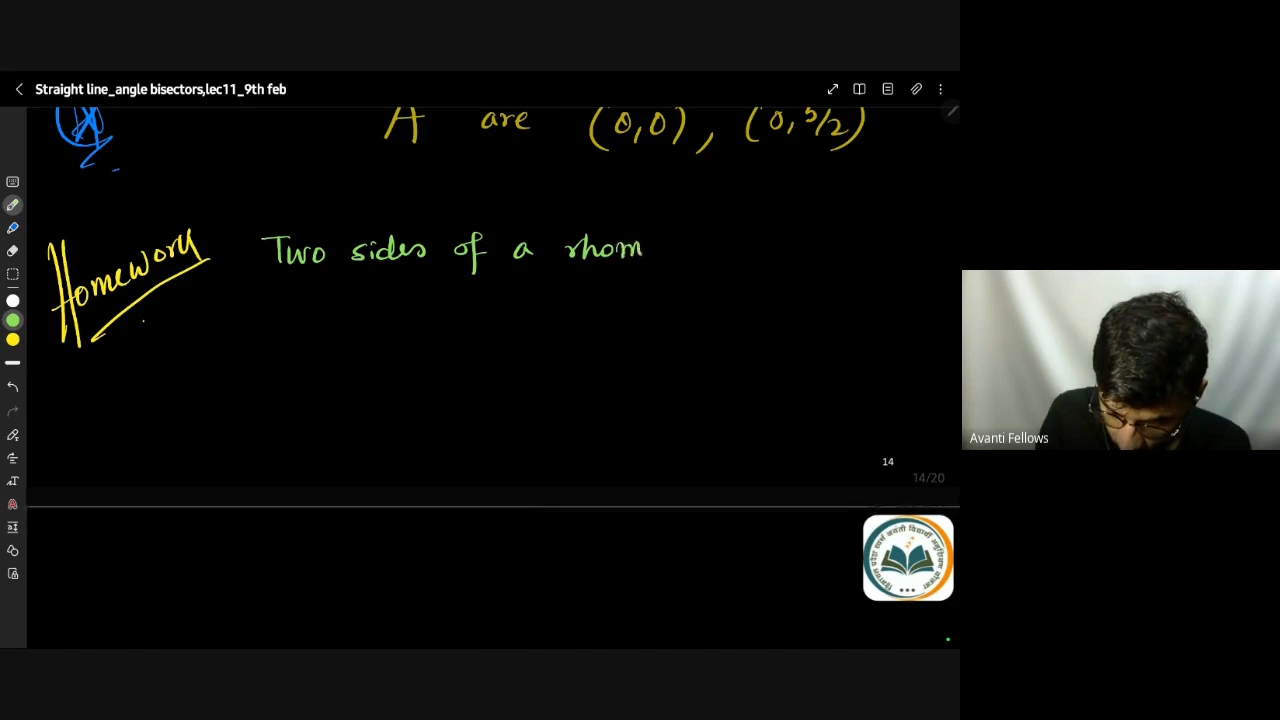 Straight line_angle bisectors,lec11_9th feb
A are (0,0), (0,5/2)
Homework
Two sides of a rhom
Avanti Fellows
14
14/20